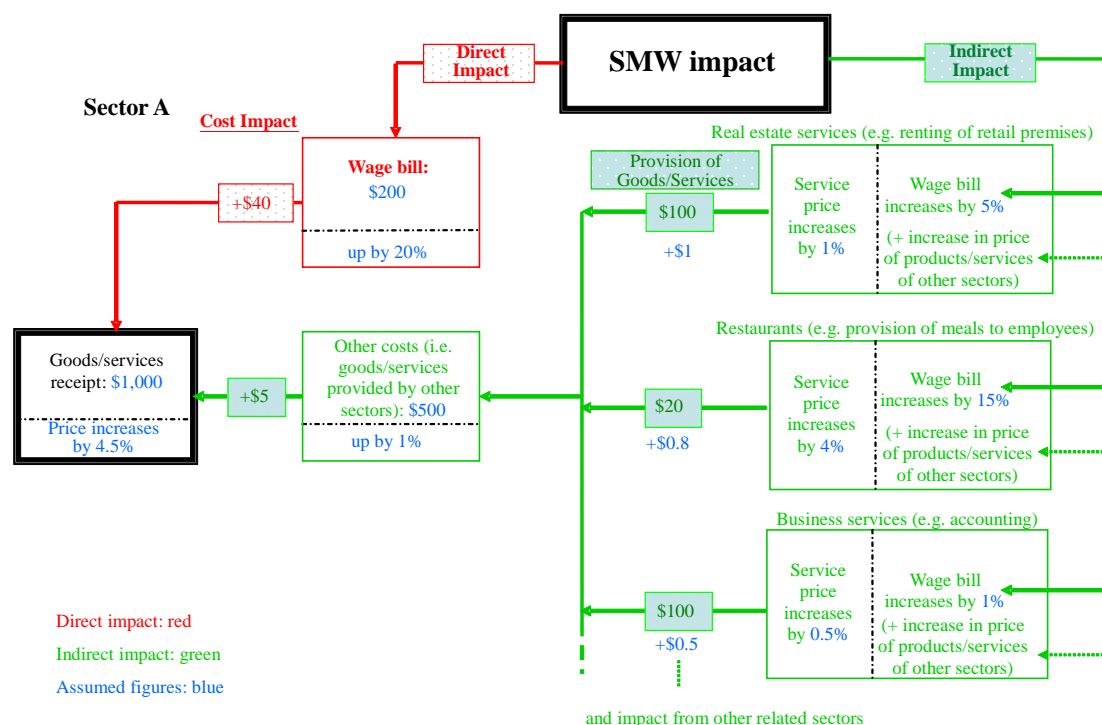 SMW impact
Direct
Impact
Indirect
Impact
Sector A
Cost Impact
Wage bill:
$200
up by 20%
+$40
Goods/services
receipt: $1,000
Price increases
by 4.5%
+$5
Other costs (i.e.
goods/services
provided by other
sectors): $500
up by 1%
Provision of
Goods/Services
Real estate services (e.g. renting of retail premises)
$100
+$1
Service
price
increases
by 1%
Wage bill
increases by 5%
(+ increase in price
of products/services
of other sectors)
Restaurants (e.g. provision of meals to employees)
$20
+$0.8
Service
price
increases
by 4%
Wage bill
increases by 15%
(+ increase in price
of products/services
of other sectors)
Business services (e.g. accounting)
$100
+$0.5
Service
price
increases
by 0.5%
Wage bill
increases by 1%
(+ increase in price
of products/services
of other sectors)
and impact from other related sectors
Direct impact: red
Indirect impact: green
Assumed figures: blue